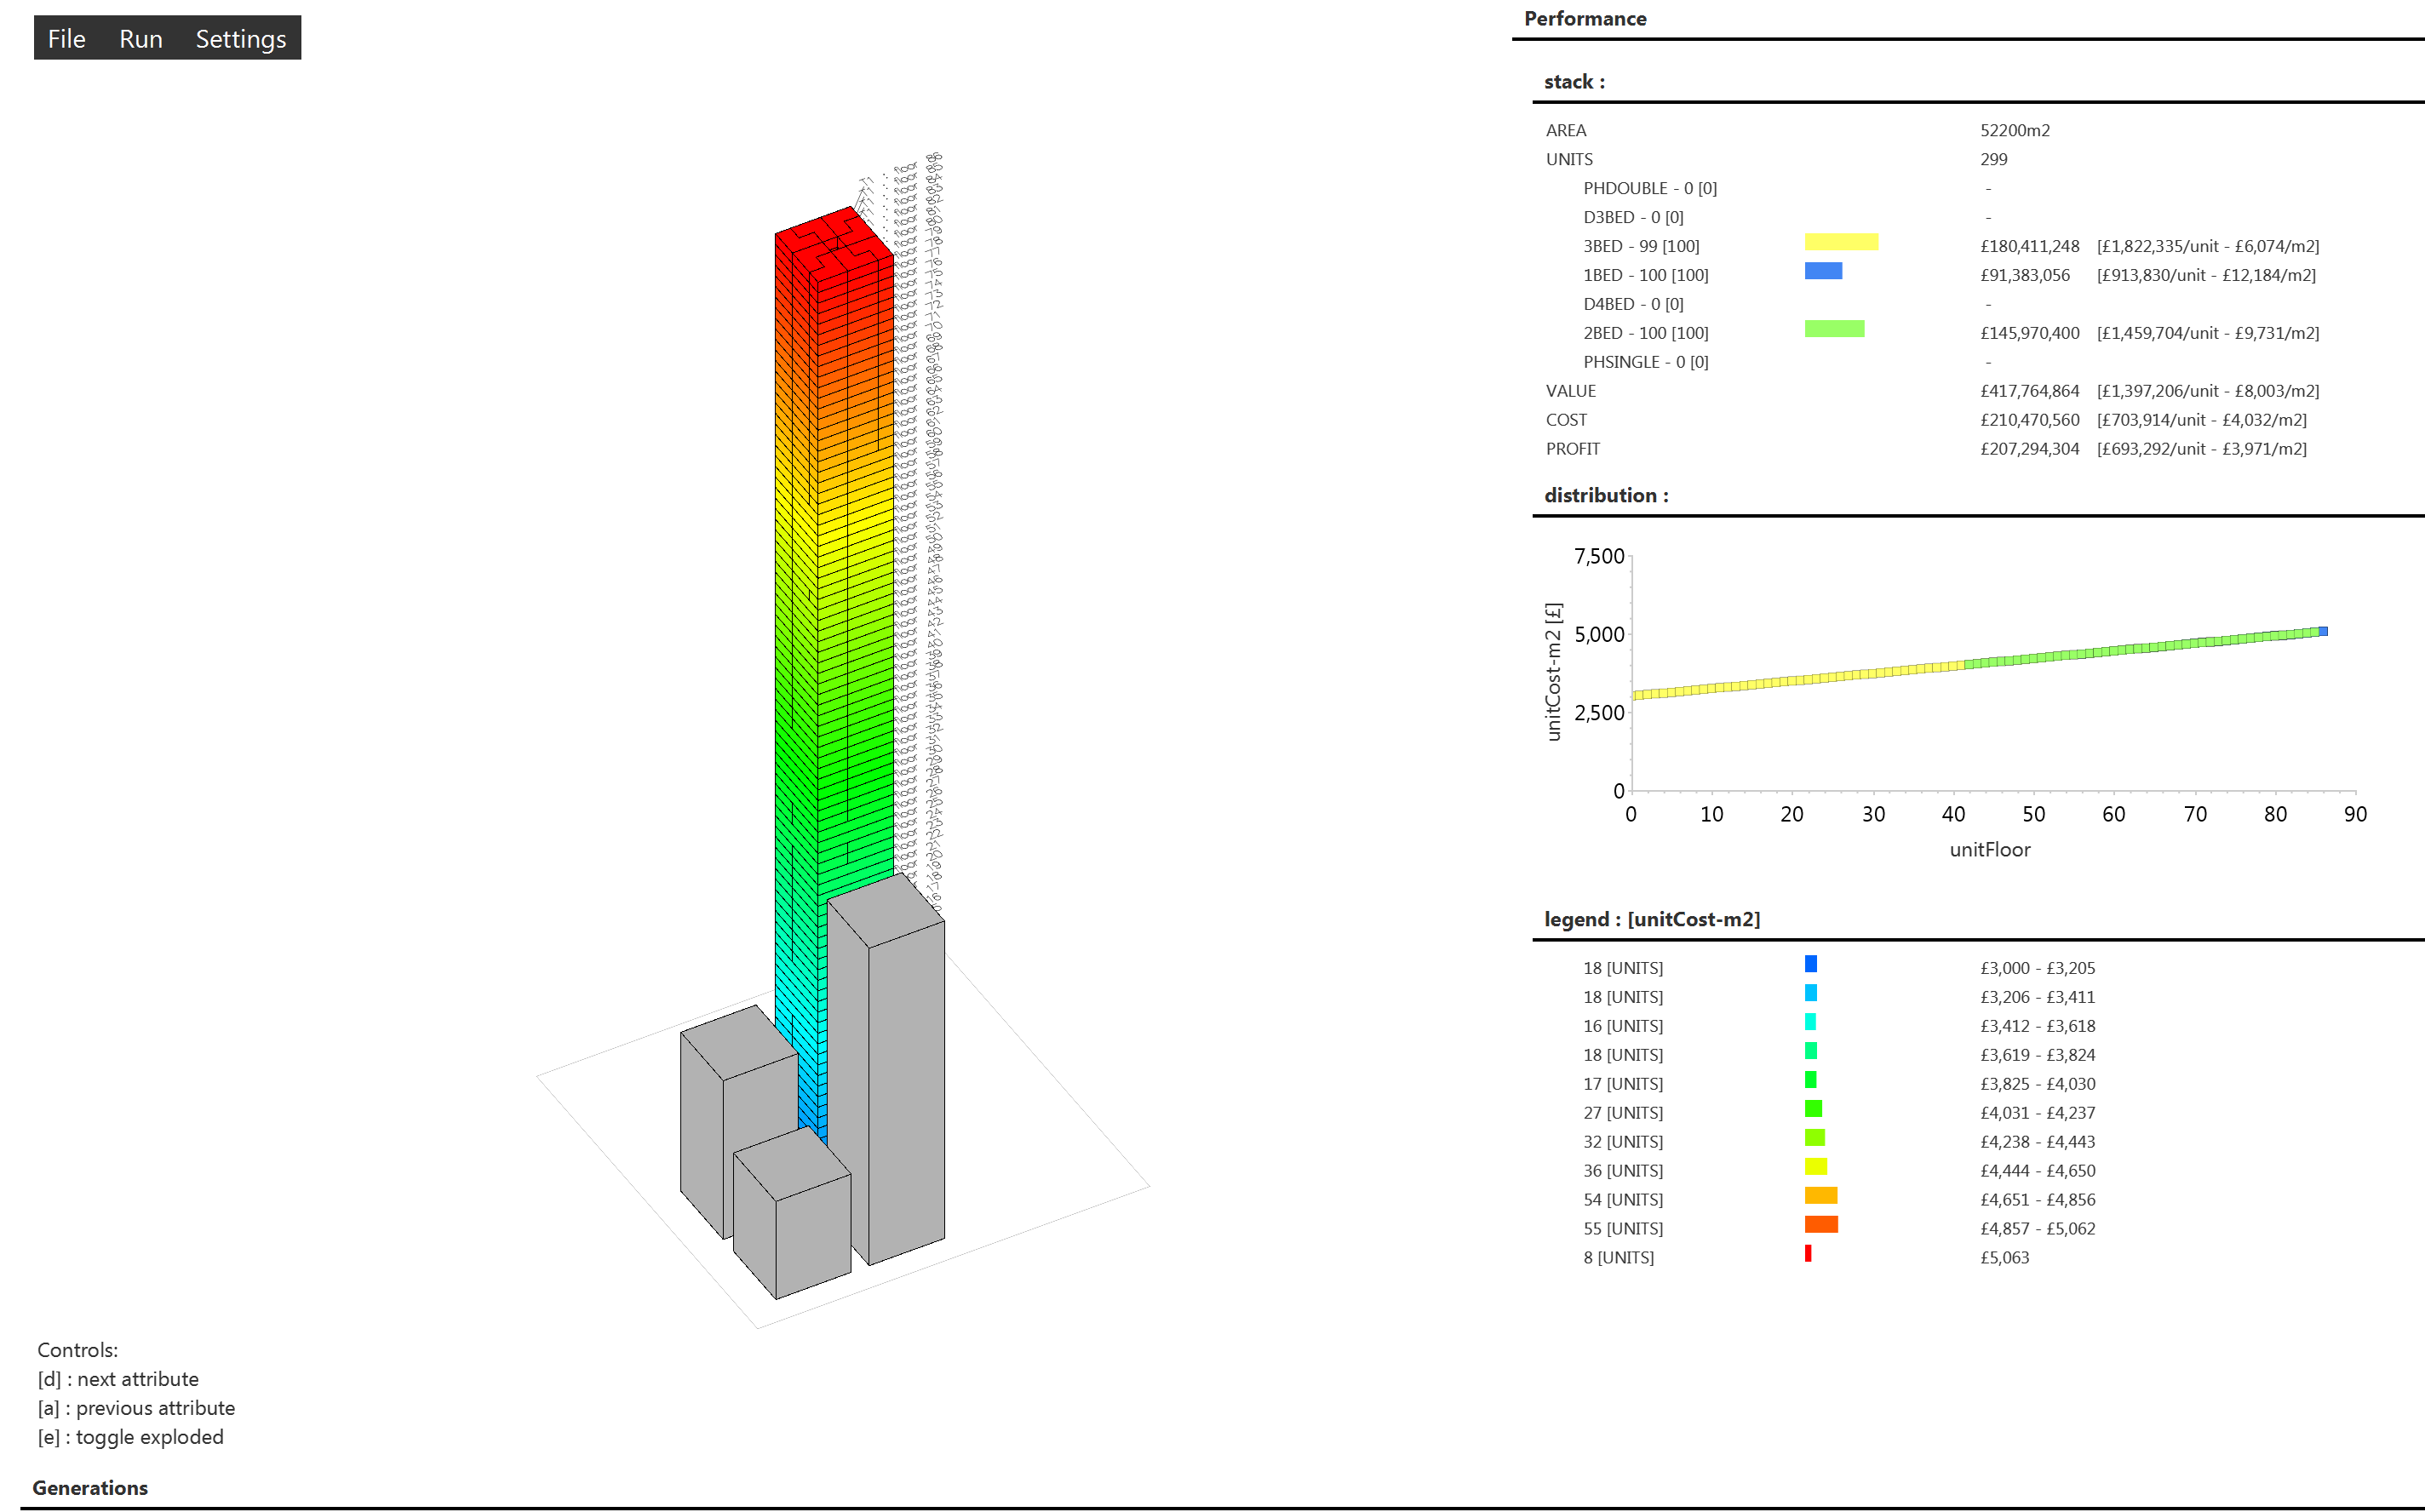 File Run Settings
Performance
stack :
AREA 52200m2
UNITS 299
PHDOUBLE - 0 [0] -
D3BED - 0 [0] -
3BED - 99 [100] £180,411,248 [£1,822,335/unit - £6,074/m2]
1BED - 100 [100] £91,383,056 [£913,830/unit - £12,184/m2]
D4BED - 0 [0] -
2BED - 100 [100] £145,970,400 [£1,459,704/unit - £9,731/m2]
PHSINGLE - 0 [0] -
VALUE £417,764,864 [£1,397,206/unit - £8,003/m2]
COST £210,470,560 [£703,914/unit - £4,032/m2]
PROFIT £207,294,304 [£693,292/unit - £3,971/m2]
distribution :
unitCost-m2 [£]
7,500
5,000
2,500
0
0 10 20 30 40 50 60 70 80 90
unitFloor
legend : [unitCost-m2]
18 [UNITS] £3,000 - £3,205
18 [UNITS] £3,206 - £3,411
16 [UNITS] £3,412 - £3,618
18 [UNITS] £3,619 - £3,824
17 [UNITS] £3,825 - £4,030
27 [UNITS] £4,031 - £4,237
32 [UNITS] £4,238 - £4,443
36 [UNITS] £4,444 - £4,650
54 [UNITS] £4,651 - £4,856
55 [UNITS] £4,857 - £5,062
8 [UNITS] £5,063
Controls:
[d] : next attribute
[a] : previous attribute
[e] : toggle exploded
Generations